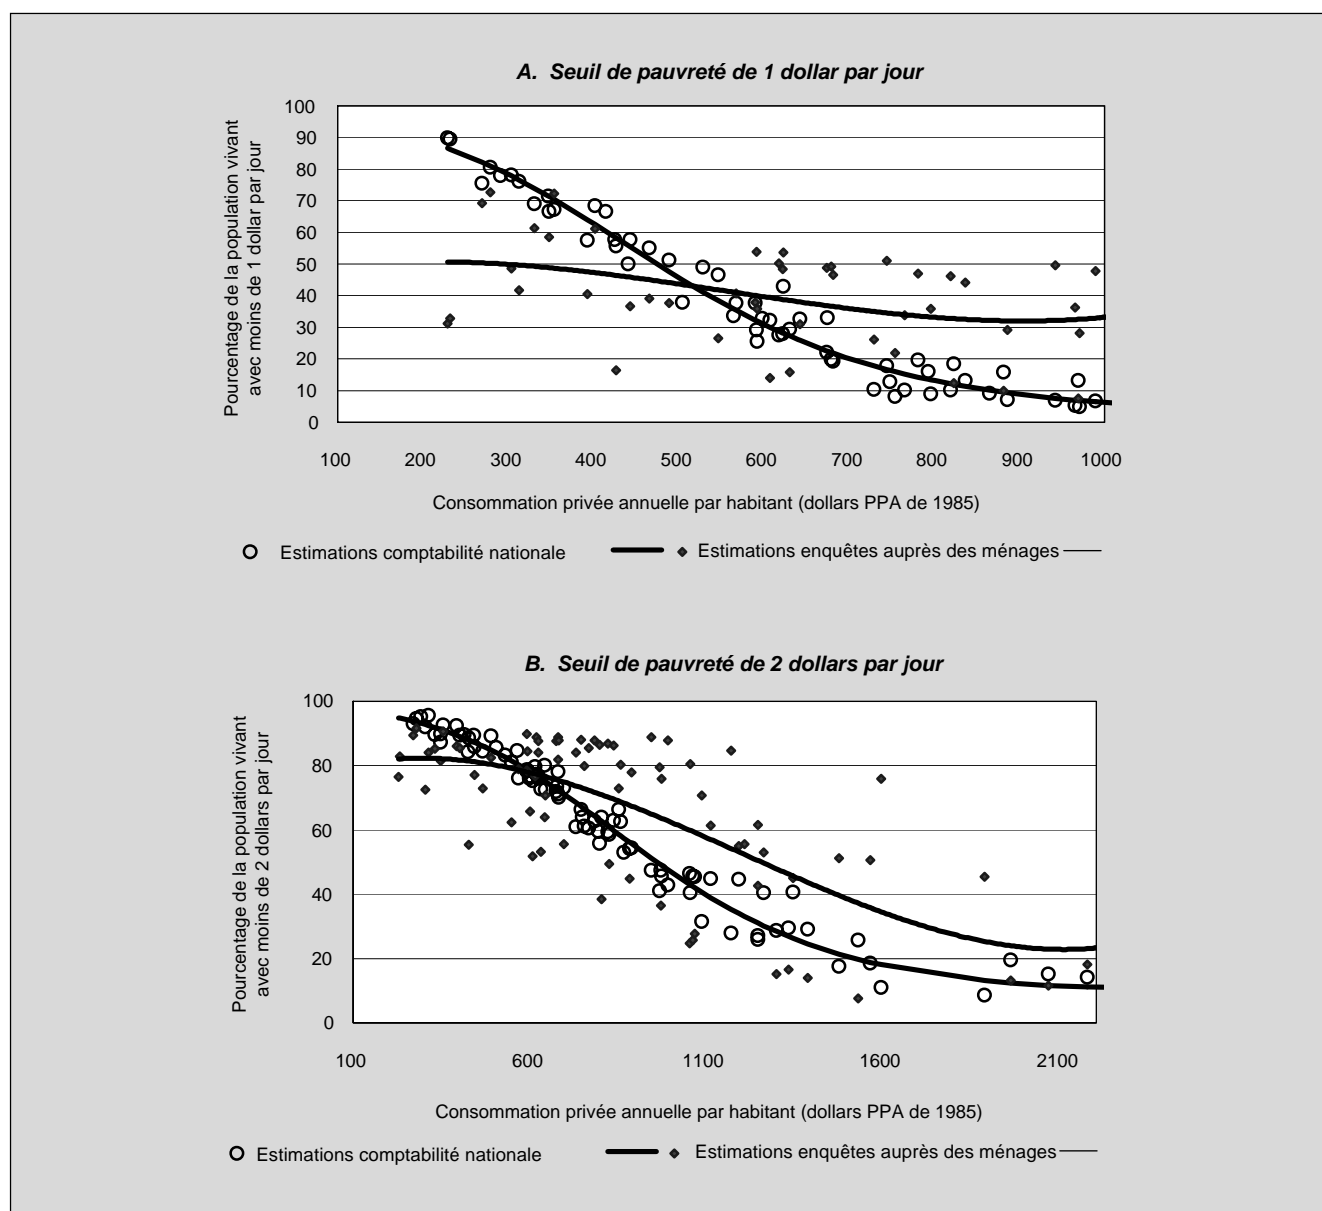 A. Seuil de pauvreté de 1 dollar par jour
Pourcentage de la population vivant
avec moins de 1 dollar par jour
100
90
80
70
60
50
40
30
20
10
0
100 200 300 400 500 600 700 800 900 1000
Consommation privée annuelle par habitant (dollars PPA de 1985)
Estimations comptabilité nationale Estimations enquêtes auprès des ménages
B. Seuil de pauvreté de 2 dollars par jour
Pourcentage de la population vivant
avec moins de 2 dollars par jour
100
80
60
40
20
0
100 600 1100 1600 2100
Consommation privée annuelle par habitant (dollars PPA de 1985)
Estimations comptabilité nationale Estimations enquêtes auprès des ménages